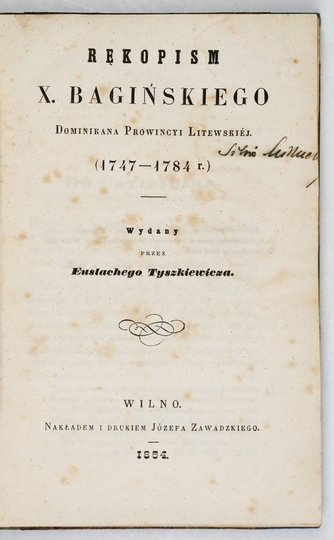 RĘKOPISM
X. BAGIŃSKIEGO
DOMINIKANA PROWINCYI LITEWSKIÉJ.
(1747—1784 r.)
Wydany
PRZEZ
Eustachego Tyszkiewicza.
WILNO.
NAKŁADEM I DRUKIEM JÓZEFA ZAWADZKIEGO.
1854.